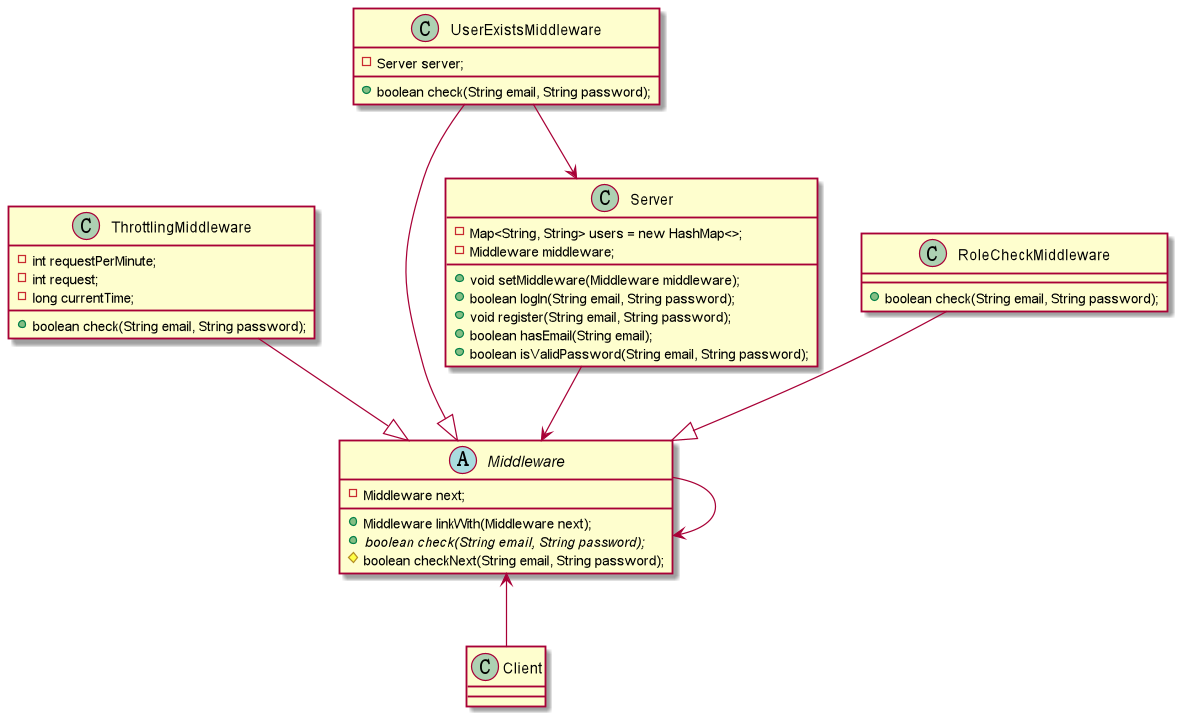 C UserExistsMiddleware
Server server;
boolean check(String email, String password);
C Server
Map<String, String> users = new HashMap<>;
Middleware middleware;
void setMiddleware(Middleware middleware);
boolean logIn(String email, String password);
void register(String email, String password);
boolean hasEmail(String email);
boolean isValidPassword(String email, String password);
C ThrottlingMiddleware
int requestPerMinute;
int request;
long currentTime;
boolean check(String email, String password);
C RoleCheckMiddleware
boolean check(String email, String password);
A Middleware
Middleware next;
Middleware linkWith(Middleware next);
boolean check(String email, String password);
boolean checkNext(String email, String password);
C Client